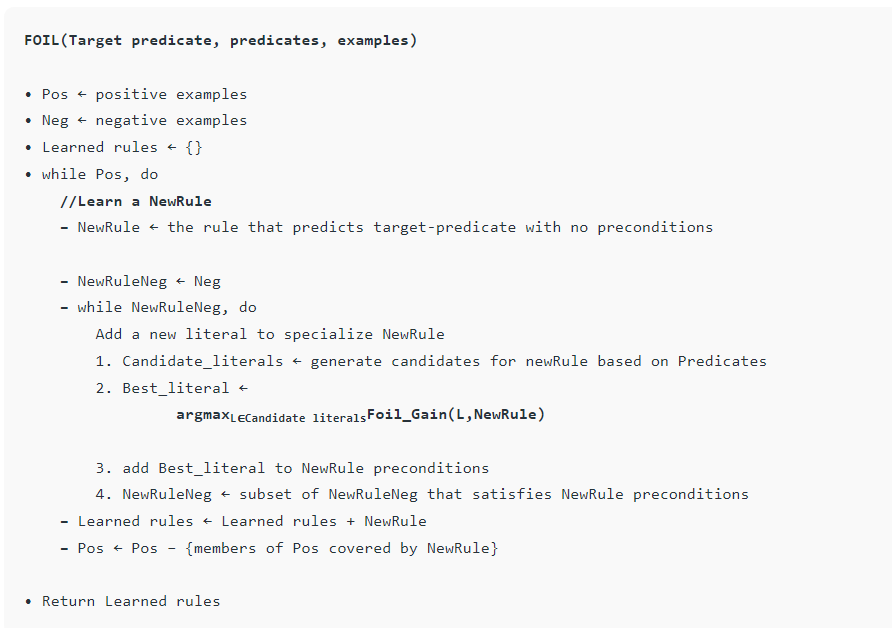 FOIL(Target predicate, predicates, examples)
• Pos ← positive examples
• Neg ← negative examples
• Learned rules ← {}
• while Pos, do
//Learn a NewRule
– NewRule ← the rule that predicts target-predicate with no preconditions
– NewRuleNeg ← Neg
– while NewRuleNeg, do
Add a new literal to specialize NewRule
1. Candidate_literals ← generate candidates for newRule based on Predicates
2. Best_literal ←
argmaxL∈Candidate literalsFoil_Gain(L,NewRule)
3. add Best_literal to NewRule preconditions
4. NewRuleNeg ← subset of NewRuleNeg that satisfies NewRule preconditions
– Learned rules ← Learned rules + NewRule
– Pos ← Pos – {members of Pos covered by NewRule}
• Return Learned rules